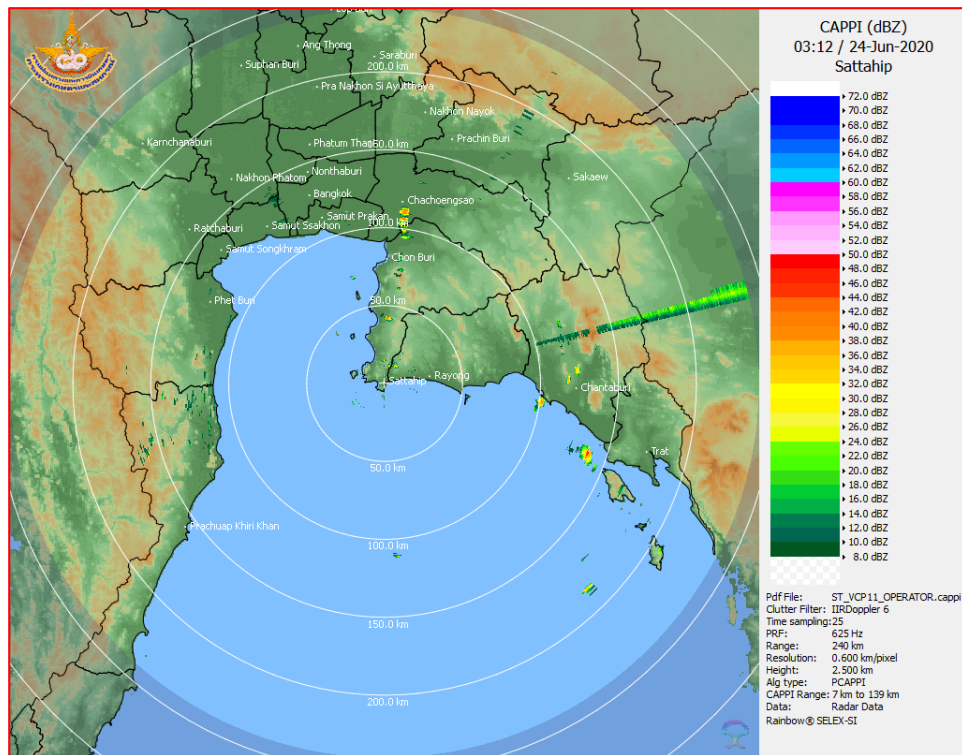 CAPPI (dBZ)
03:12 / 24-Jun-2020
Sattahip
72.0 dBZ
70.0 dBZ
68.0 dBZ
66.0 dBZ
64.0 dBZ
62.0 dBZ
60.0 dBZ
58.0 dBZ
56.0 dBZ
54.0 dBZ
52.0 dBZ
50.0 dBZ
48.0 dBZ
46.0 dBZ
44.0 dBZ
42.0 dBZ
40.0 dBZ
38.0 dBZ
36.0 dBZ
34.0 dBZ
32.0 dBZ
30.0 dBZ
28.0 dBZ
26.0 dBZ
24.0 dBZ
22.0 dBZ
20.0 dBZ
18.0 dBZ
16.0 dBZ
14.0 dBZ
12.0 dBZ
10.0 dBZ
8.0 dBZ
Pdf File: ST_VCP11_OPERATOR.cappi
Clutter Filter: IIRDoppler 6
Time sampling:25
PRF: 625 Hz
Range: 240 km
Resolution: 0.600 km/pixel
Height: 2.500 km
Alg type: PCAPPI
CAPPI Range: 7 km to 139 km
Data: Radar Data
Rainbow® SELEX-SI
Ang Thong
Saraburi
Suphan Buri
200.0 km
Pra Nakhon Si Ayutthaya
Nakhon Nayok
Karnchanaburi
Prachin Buri
Phatum Thani
50.0 km
Nonthaburi
Nakhon Phatom
Sakaew
Bangkok
Chachoengsao
Samut Prakan
Ratchaburi
Samut Ssakhon
100.0 km
Samut Songkhram
Chon Buri
Phet Buri
50.0 km
Rayong
Sattahip
Chantaburi
Trat
50.0 km
Prachuap Khiri Khan
100.0 km
150.0 km
200.0 km